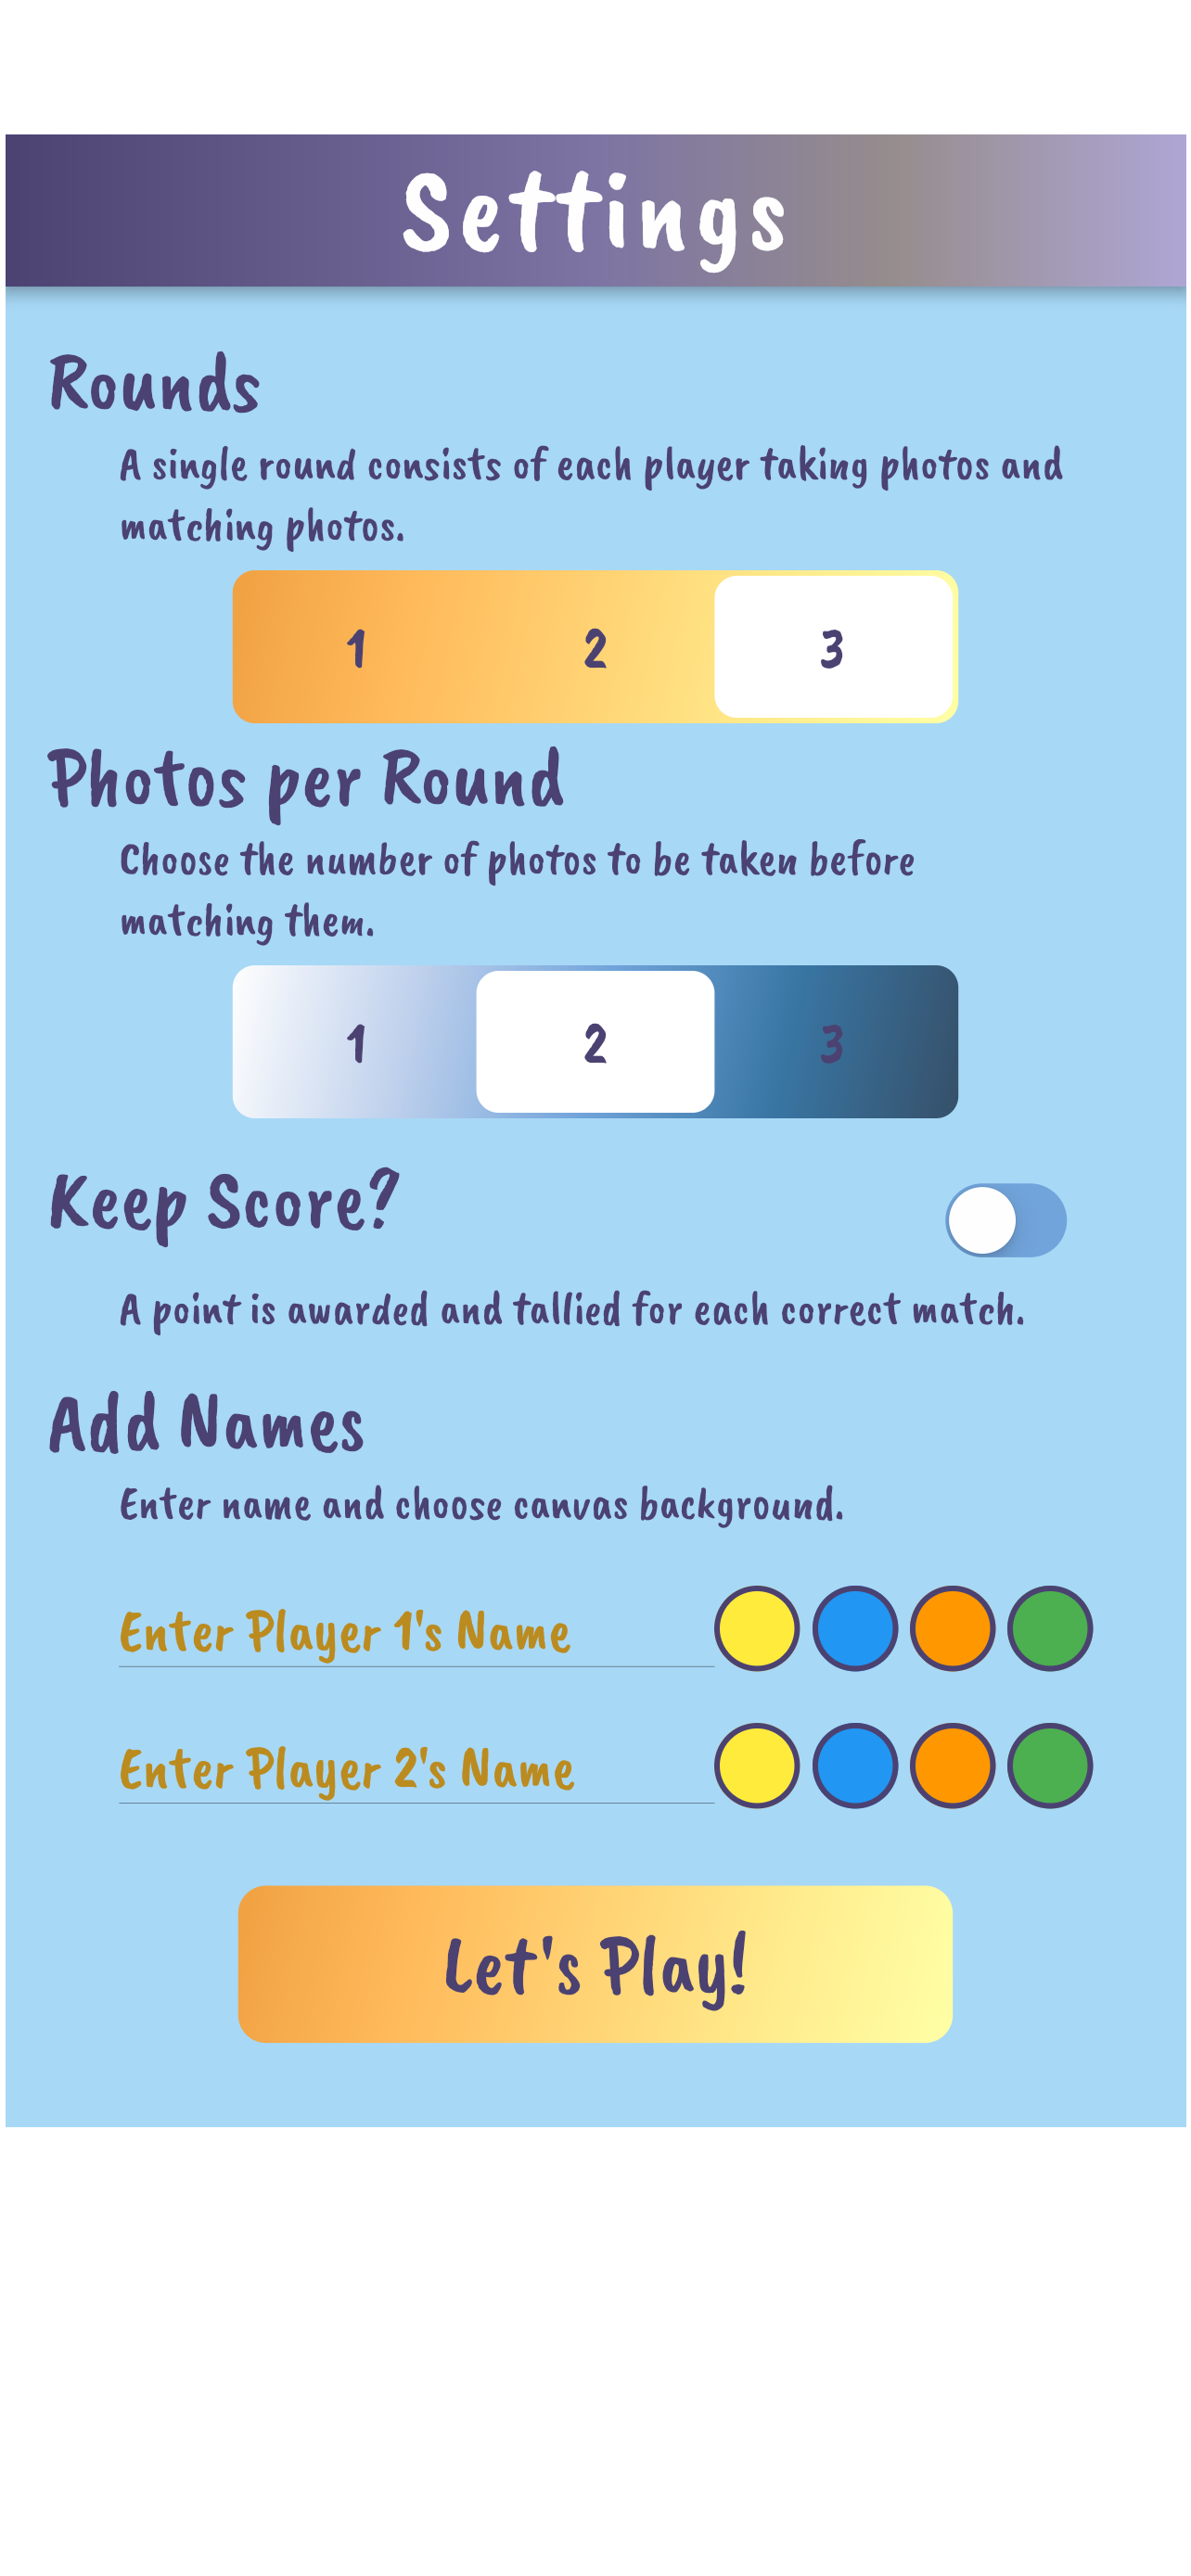 Settings
Rounds
A single round consists of each player taking photos and
matching photos.
1 2 3
Photos per Round
Choose the number of photos to be taken before
matching them.
1 2 3
Keep Score?
A point is awarded and tallied for each correct match.
Add Names
Enter name and choose canvas background.
Enter Player 1's Name
Enter Player 2's Name
Let's Play!